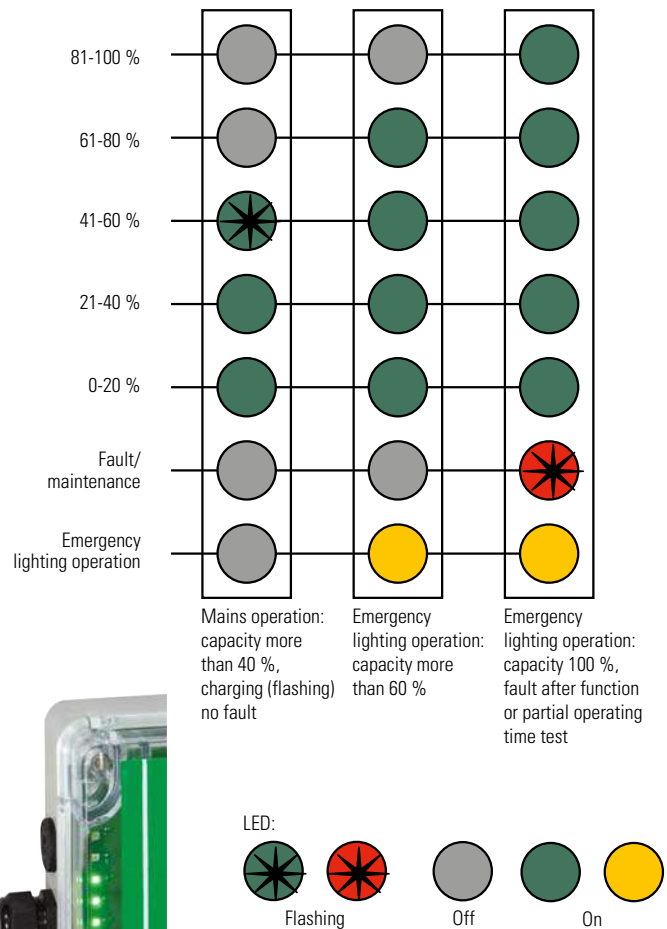 81-100 %
61-80 %
41-60 %
21-40 %
0-20 %
Fault/
maintenance
Emergency
lighting operation
Mains operation:
capacity more
than 40 %,
charging (flashing)
no fault
Emergency
lighting operation:
capacity more
than 60 %
Emergency
lighting operation:
capacity 100 %,
fault after function
or partial operating
time test
LED:
Flashing
Off
On